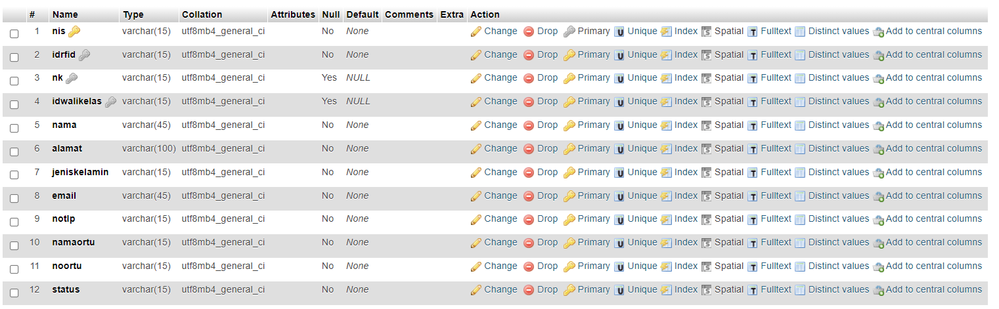 # Name Type Collation Attributes Null Default Comments Extra Action
1 nis varchar(15) utf8mb4_general_ci No None Change Drop Primary Unique Index Spatial Fulltext Distinct values Add to central columns
2 idrfid varchar(15) utf8mb4_general_ci No None Change Drop Primary Unique Index Spatial Fulltext Distinct values Add to central columns
3 nk varchar(15) utf8mb4_general_ci Yes NULL Change Drop Primary Unique Index Spatial Fulltext Distinct values Add to central columns
4 idwalikelas varchar(15) utf8mb4_general_ci Yes NULL Change Drop Primary Unique Index Spatial Fulltext Distinct values Add to central columns
5 nama varchar(45) utf8mb4_general_ci No None Change Drop Primary Unique Index Spatial Fulltext Distinct values Add to central columns
6 alamat varchar(100) utf8mb4_general_ci No None Change Drop Primary Unique Index Spatial Fulltext Distinct values Add to central columns
7 jeniskelamin varchar(15) utf8mb4_general_ci No None Change Drop Primary Unique Index Spatial Fulltext Distinct values Add to central columns
8 email varchar(45) utf8mb4_general_ci No None Change Drop Primary Unique Index Spatial Fulltext Distinct values Add to central columns
9 notlp varchar(15) utf8mb4_general_ci No None Change Drop Primary Unique Index Spatial Fulltext Distinct values Add to central columns
10 namaortu varchar(15) utf8mb4_general_ci No None Change Drop Primary Unique Index Spatial Fulltext Distinct values Add to central columns
11 noortu varchar(15) utf8mb4_general_ci No None Change Drop Primary Unique Index Spatial Fulltext Distinct values Add to central columns
12 status varchar(15) utf8mb4_general_ci No None Change Drop Primary Unique Index Spatial Fulltext Distinct values Add to central columns